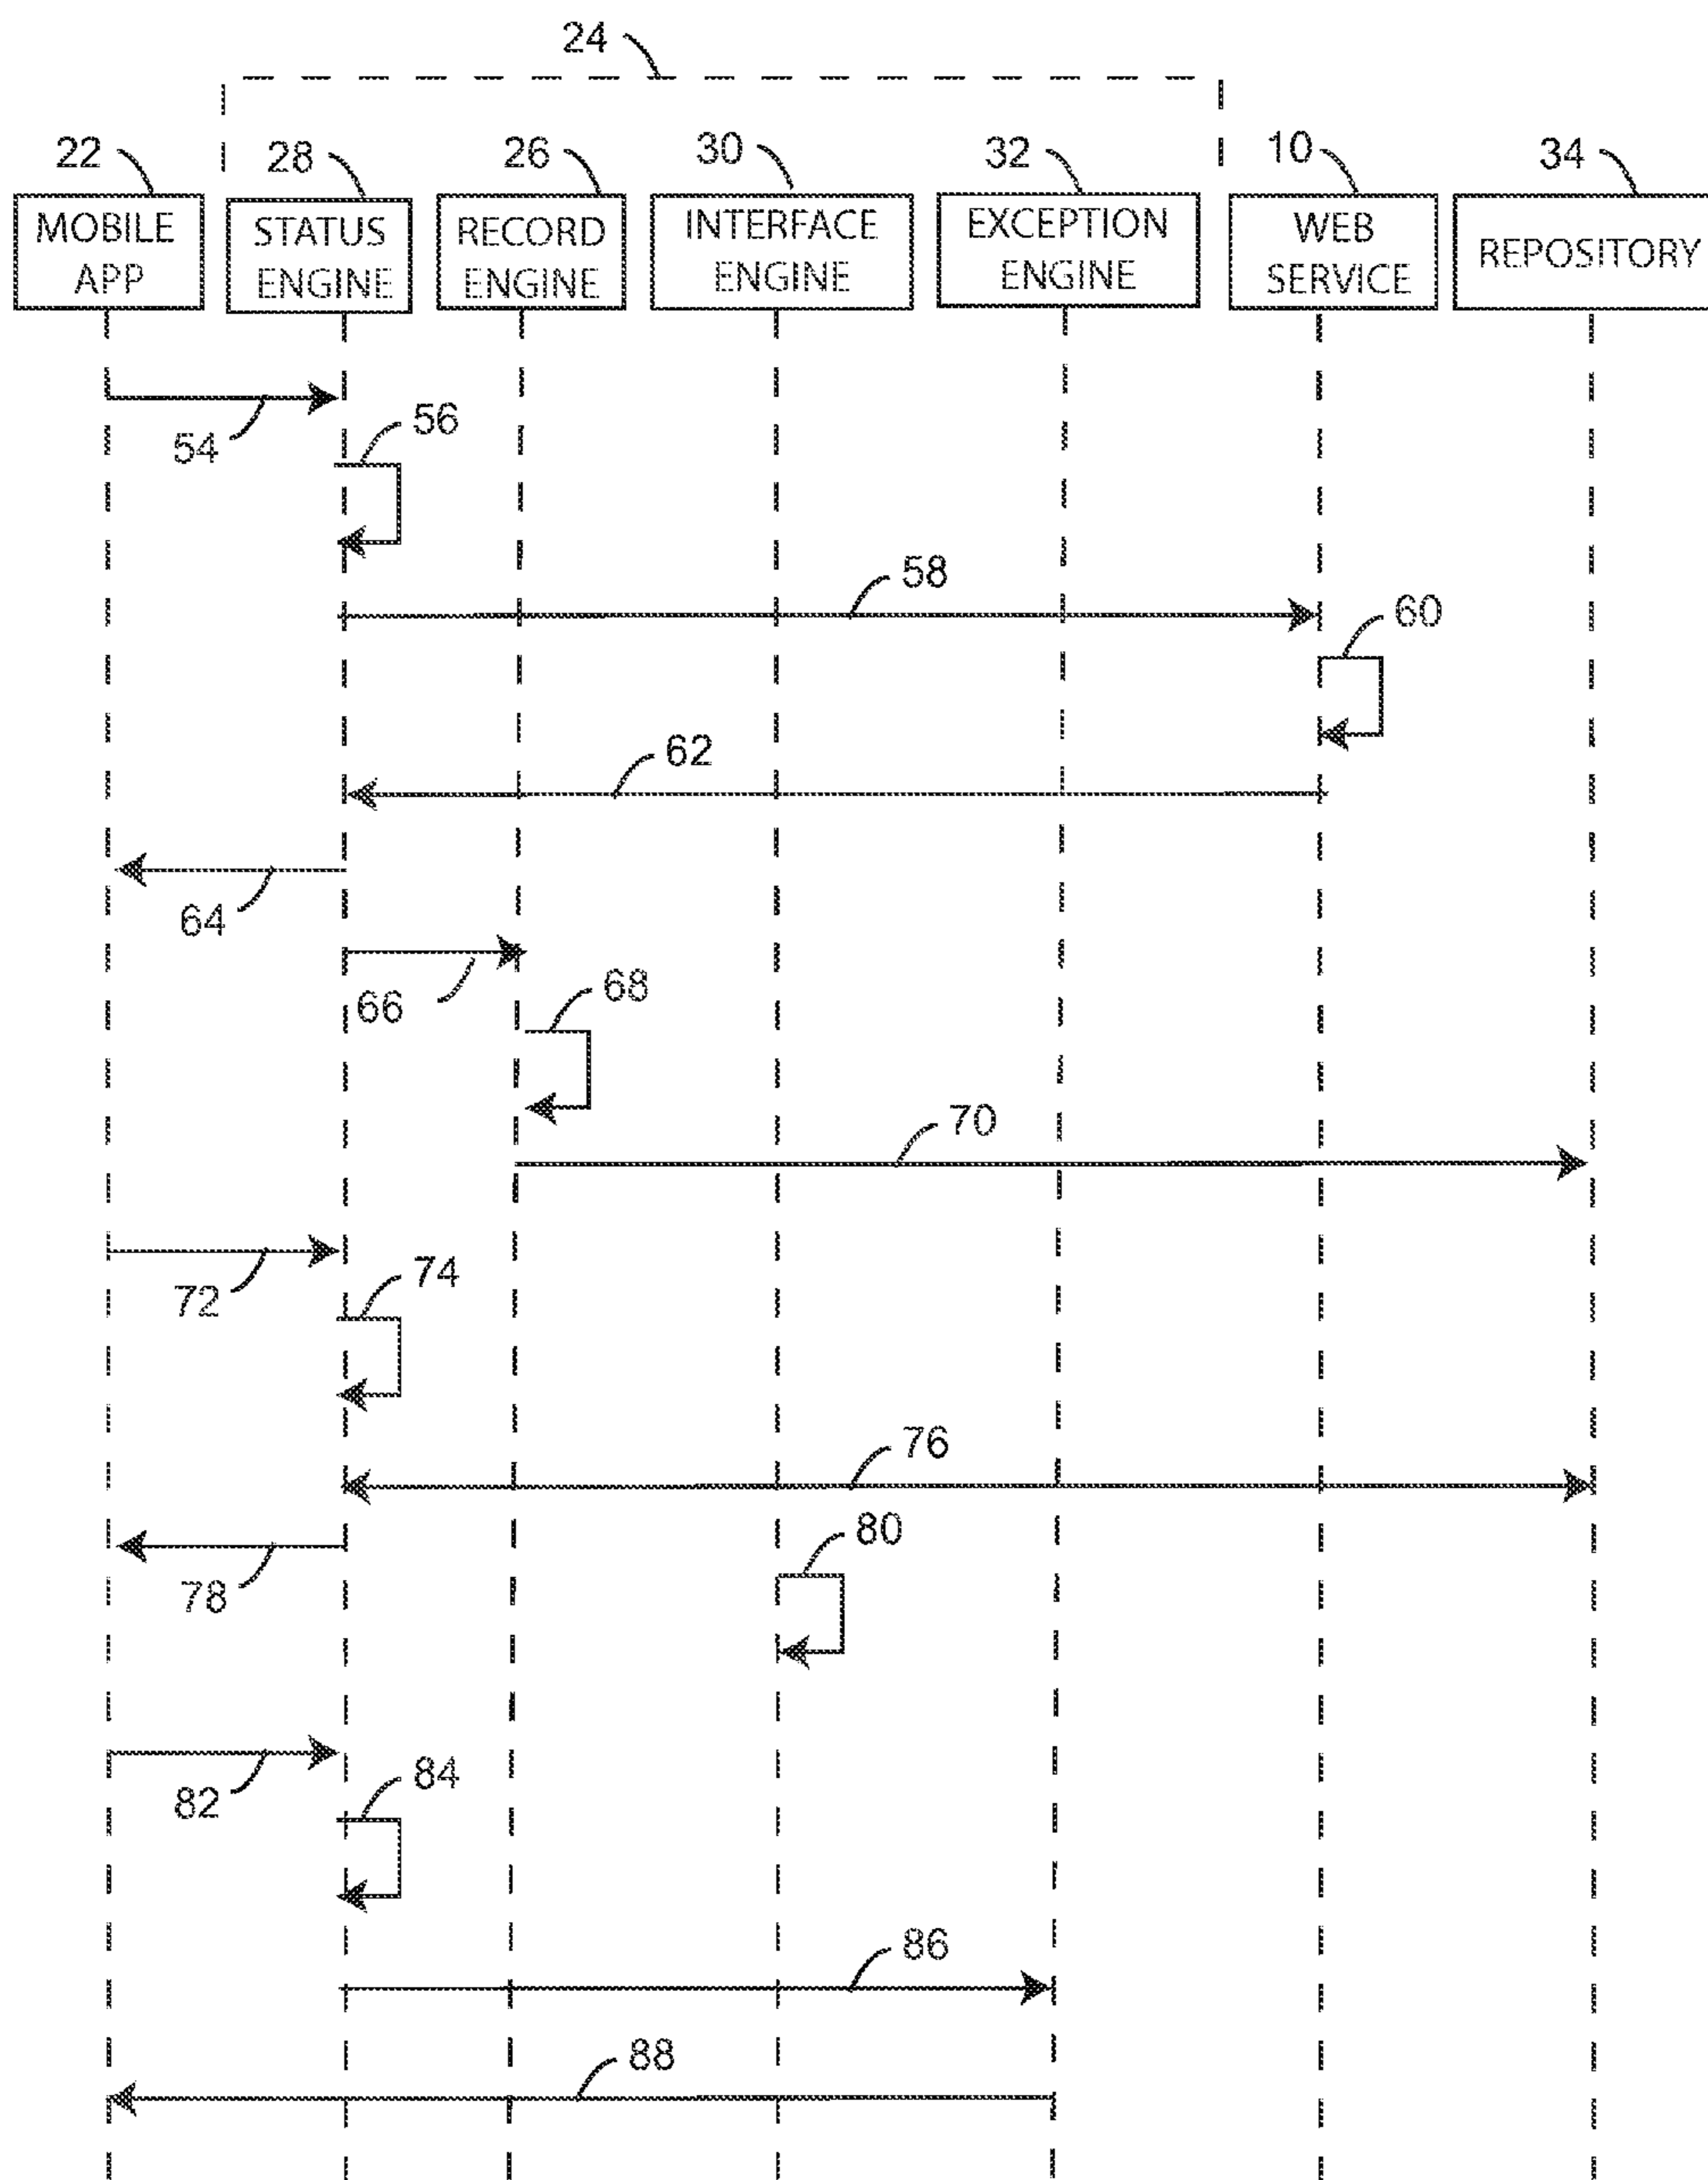 24
22
28
26
30
32
10
34
MOBILE
APP
STATUS
ENGINE
RECORD
ENGINE
INTERFACE
ENGINE
EXCEPTION
ENGINE
WEB
SERVICE
REPOSITORY
54
56
58
60
62
64
66
68
70
72
74
76
78
80
82
84
86
88